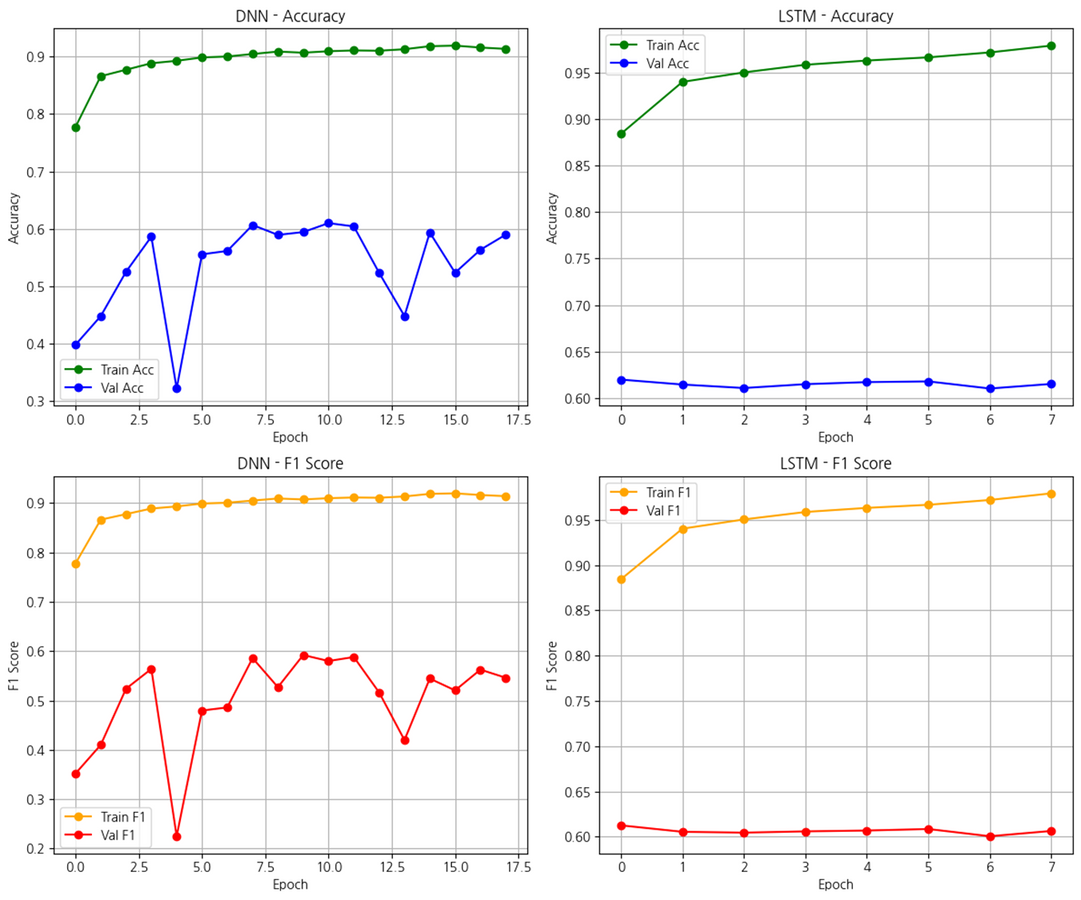 DNN - Accuracy
0.9
0.8
0.7
0.6
0.5
0.4
0.3
Accuracy
Train Acc
Val Acc
0.0 2.5 5.0 7.5 10.0 12.5 15.0 17.5
Epoch
LSTM - Accuracy
Train Acc
Val Acc
0.95
0.90
0.85
0.80
0.75
0.70
0.65
0.60
Accuracy
0 1 2 3 4 5 6 7
Epoch
DNN - F1 Score
0.9
0.8
0.7
0.6
0.5
0.4
0.3
0.2
F1 Score
Train F1
Val F1
0.0 2.5 5.0 7.5 10.0 12.5 15.0 17.5
Epoch
LSTM - F1 Score
Train F1
Val F1
0.95
0.90
0.85
0.80
0.75
0.70
0.65
0.60
F1 Score
0 1 2 3 4 5 6 7
Epoch